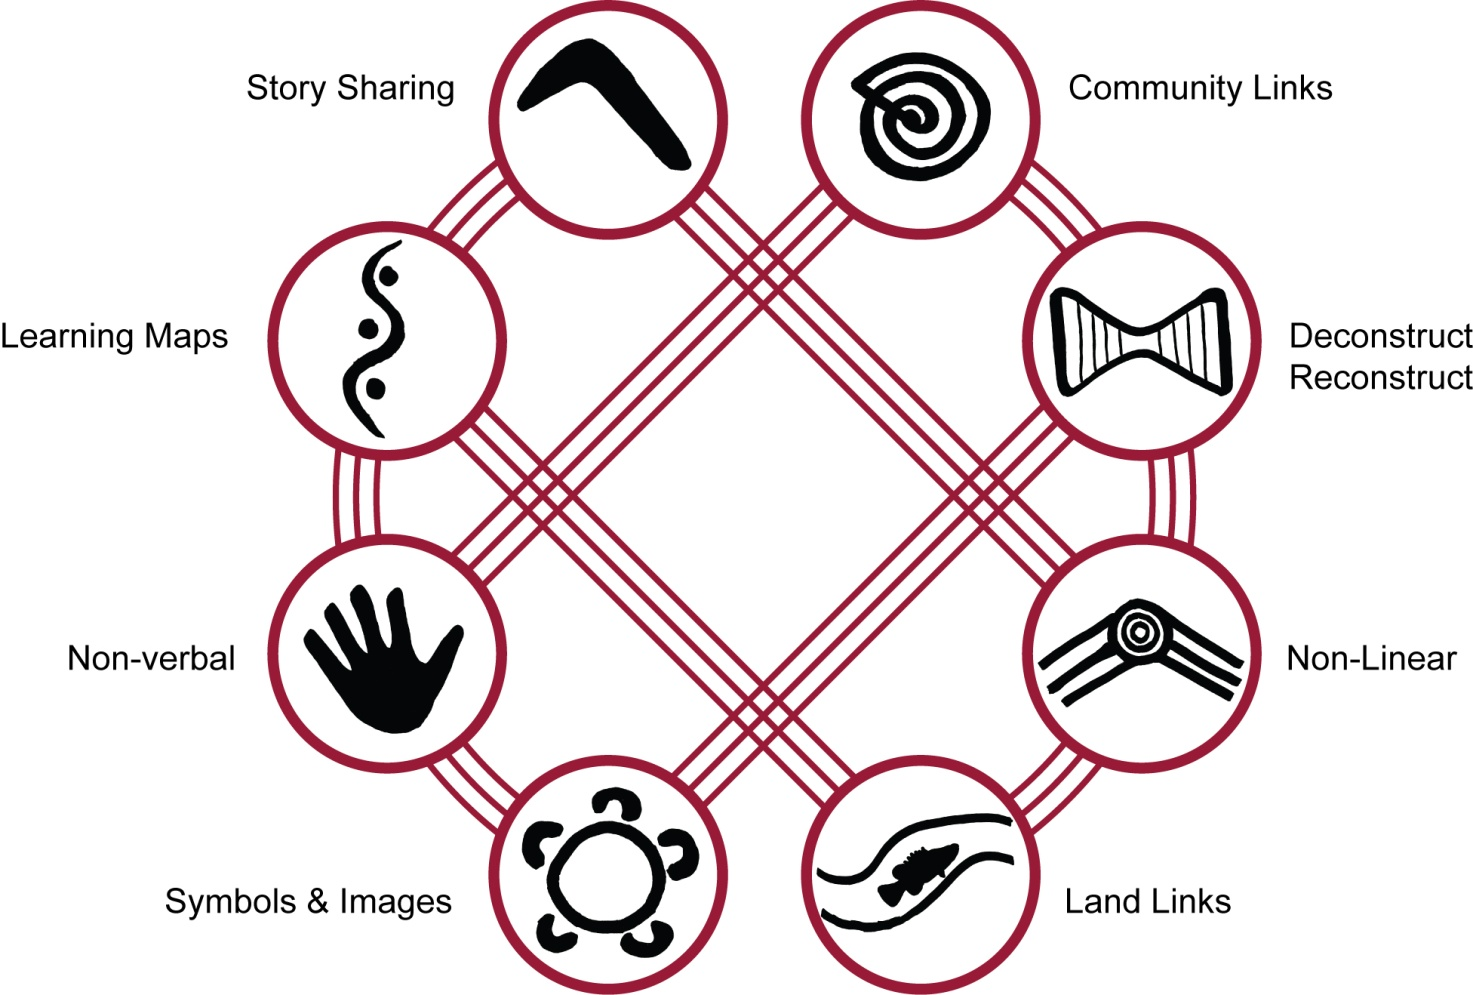 Story Sharing
Community Links
Learning Maps
Deconstruct
Reconstruct
Non-verbal
Non-Linear
Symbols & Images
Land Links